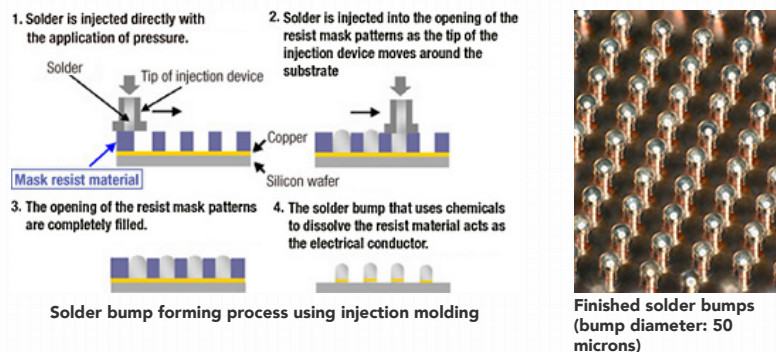 1. Solder is injected directly with
the application of pressure.
Solder
Tip of injection device
Mask resist material
2. Solder is injected into the opening of the
resist mask patterns as the tip of the
injection device moves around the
substrate
Copper
Silicon wafer
3. The opening of the resist mask patterns
are completely filled.
4. The solder bump that uses chemicals
to dissolve the resist material acts as
the electrical conductor.
Solder bump forming process using injection molding
Finished solder bumps
(bump diameter: 50
microns)